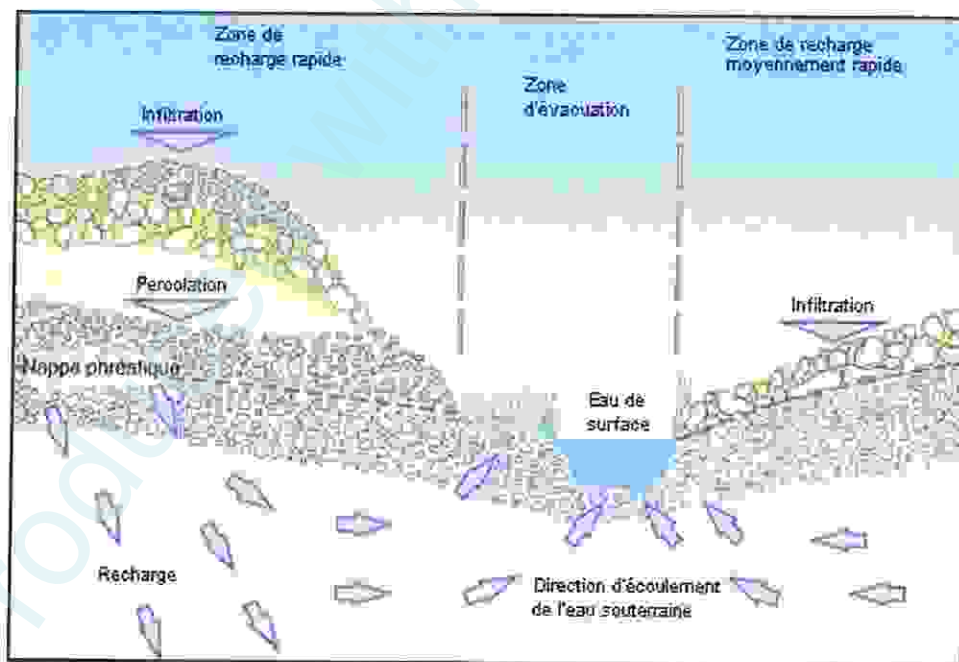 Zone de
recharge rapide
Zone de recharge
moyennement rapide
Zone
d'évacuation
Infiltration
Percolation
Infiltration
Nappe phréatique
Eau de
surface
Recharge
Direction d'écoulement
de l'eau souterraine